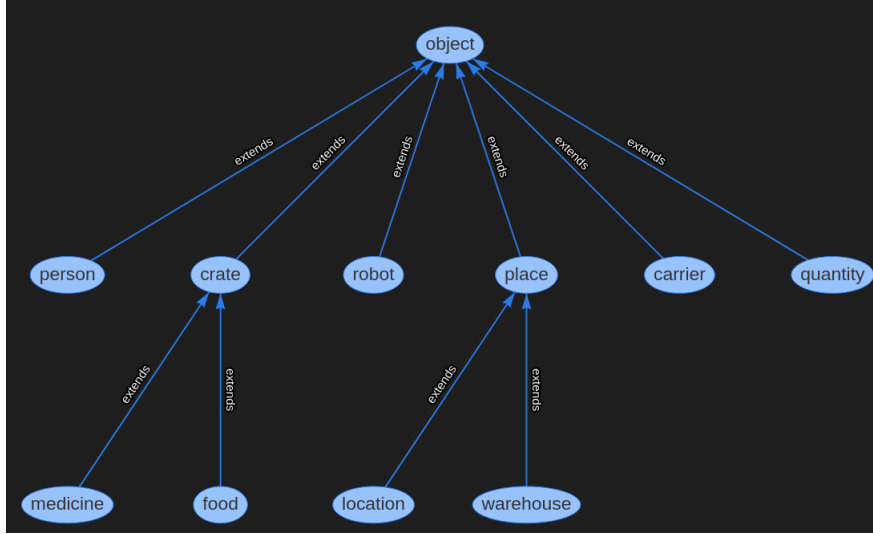 object
extends
extends
extends
extends
extends
extends
person
crate
robot
place
carrier
quantity
extends
extends
extends
extends
medicine
food
location
warehouse